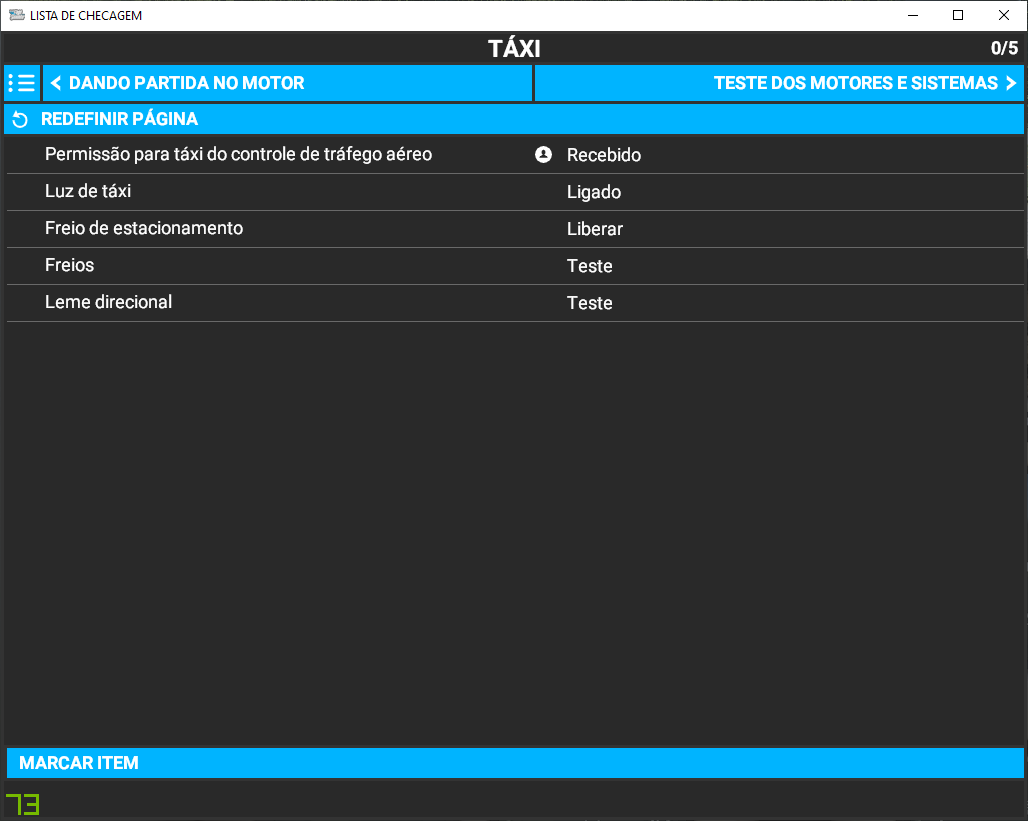 LISTA DE CHECAGEM
TÁXI 0/5
DANDO PARTIDA NO MOTOR TESTE DOS MOTORES E SISTEMAS
REDEFINIR PÁGINA
Permissão para táxi do controle de tráfego aéreo Recebido
Luz de táxi Ligado
Freio de estacionamento Liberar
Freios Teste
Leme direcional Teste
MARCAR ITEM
73